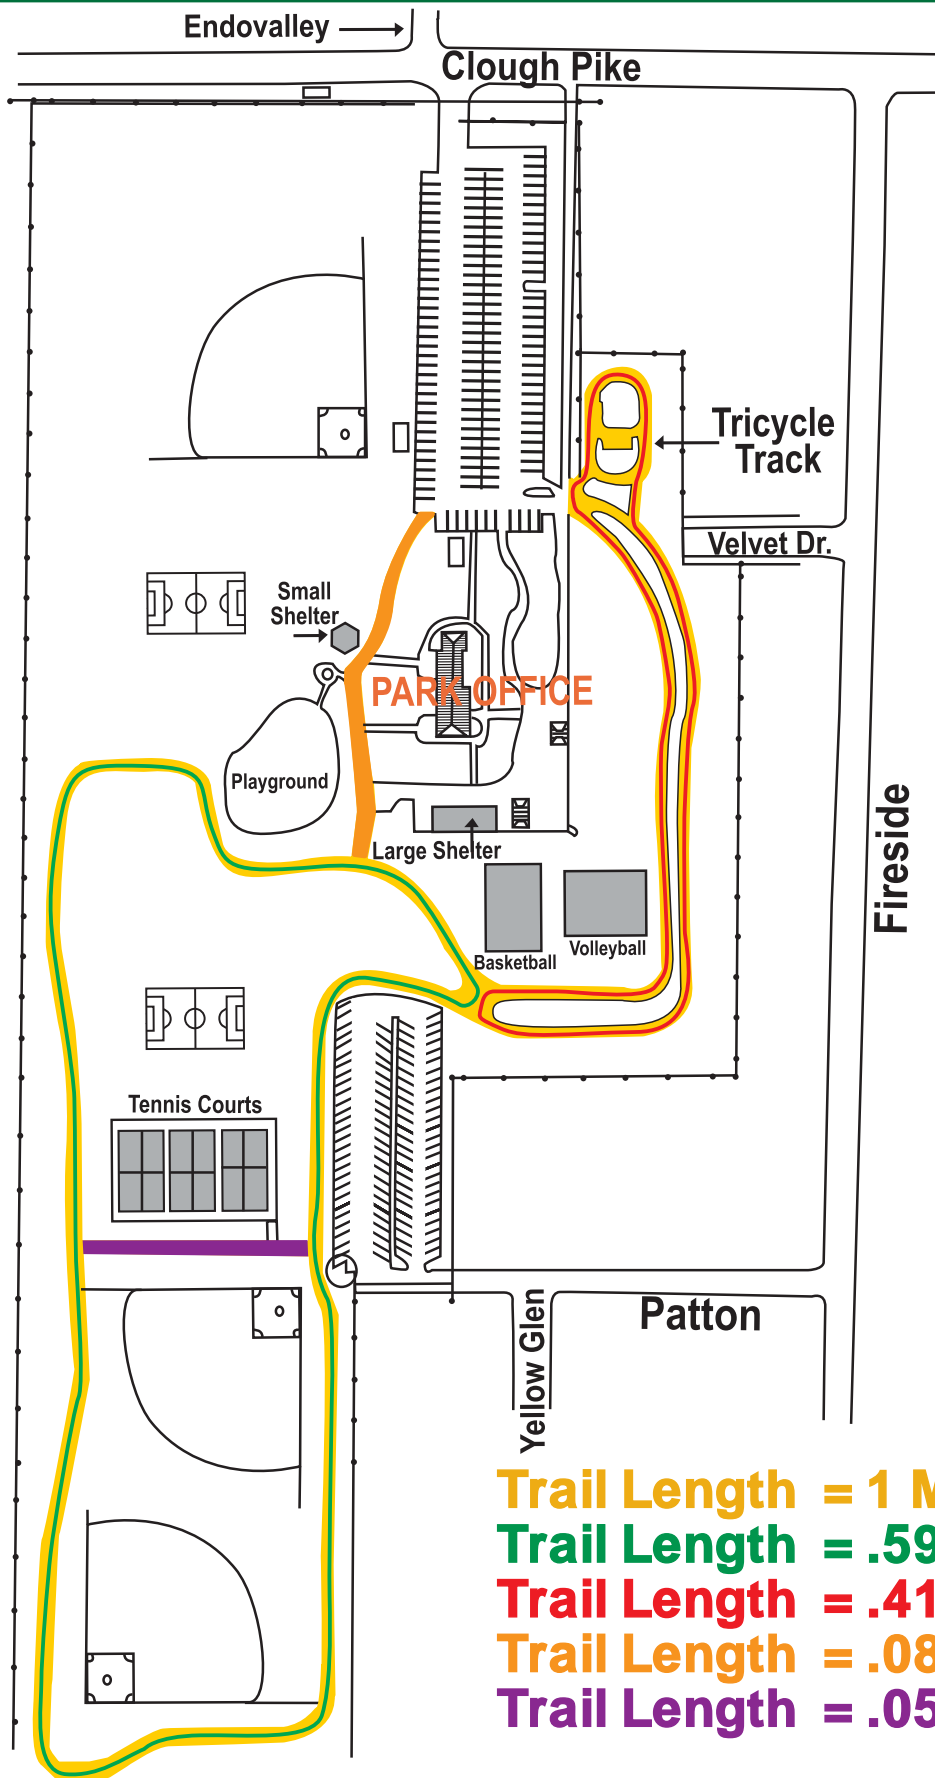 Endovalley
Clough Pike
Tricycle
Track
Velvet Dr.
Small
Shelter
PARK OFFICE
Playground
Fireside
Large Shelter
Basketball
Volleyball
Tennis Courts
Patton
Yellow Glen
Trail Length = 1 M
Trail Length = .59
Trail Length = .41
Trail Length = .08
Trail Length = .05